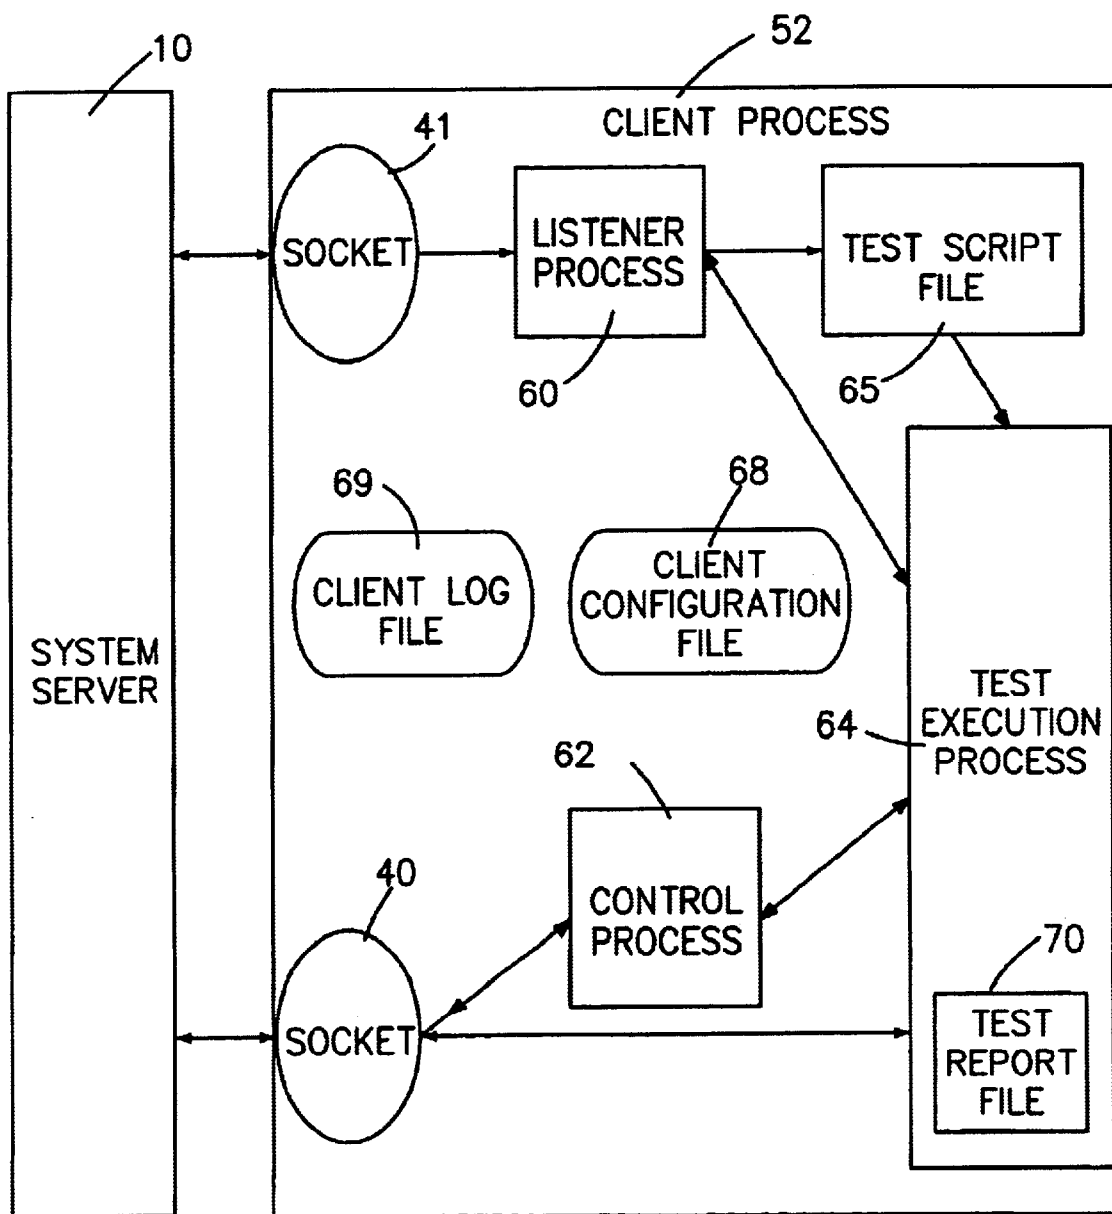 10
52
CLIENT PROCESS
41
SOCKET
LISTENER
PROCESS
TEST SCRIPT
FILE
60
65
69
68
CLIENT LOG
FILE
CLIENT
CONFIGURATION
FILE
SYSTEM
SERVER
TEST
EXECUTION
PROCESS
64
62
40
CONTROL
PROCESS
SOCKET
70
TEST
REPORT
FILE